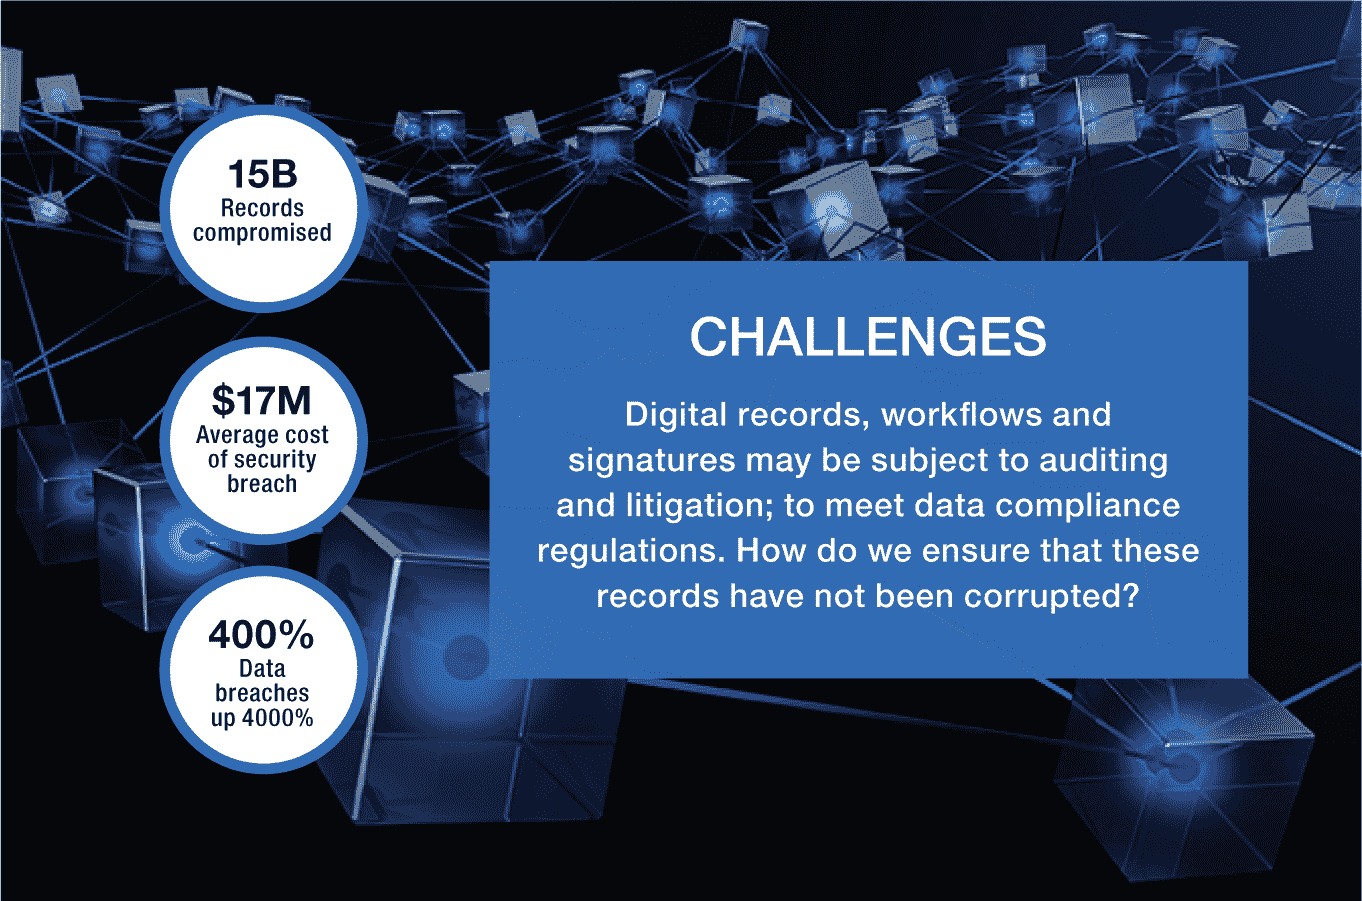 15B
Records
compromised
$17M
Average cost
of security
breach
400%
Data
breaches
up 4000%
CHALLENGES
Digital records, workflows and
signatures may be subject to auditing
and litigation; to meet data compliance
regulations. How do we ensure that these
records have not been corrupted?